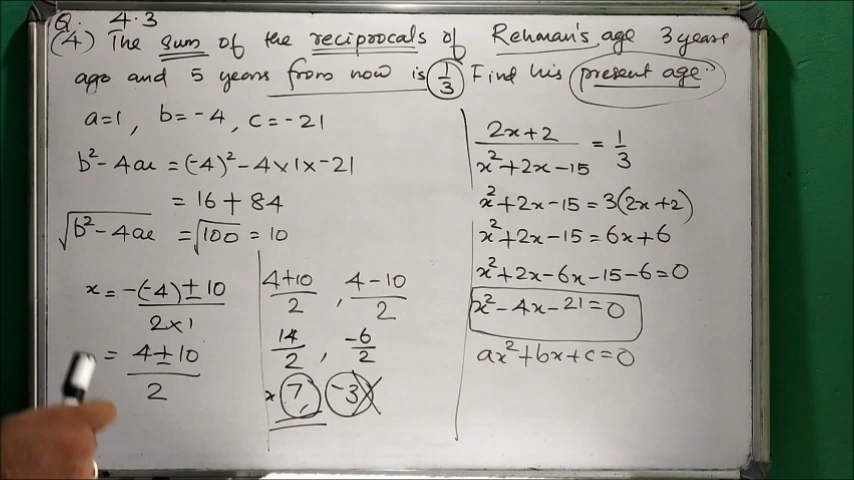 Q. 4.3
(4) The sum of the reciprocals of Rehman's age 3 years
ago and 5 years from now is 1/3 Find his present age.
a=1, b=-4, c=-21
b²-4ac = (-4)²-4×1×-21
= 16+84
√b²-4ac = √100 = 10
x = -(-4)±10 / 2×1
= 4±10 / 2
4+10 / 2 , 4-10 / 2
14/2 , -6/2
x 7, -3
2x+2 / x²+2x-15 = 1/3
x²+2x-15=3(2x+2)
x²+2x-15=6x+6
x²+2x-6x-15-6=0
x²-4x-21=0
ax²+bx+c=0